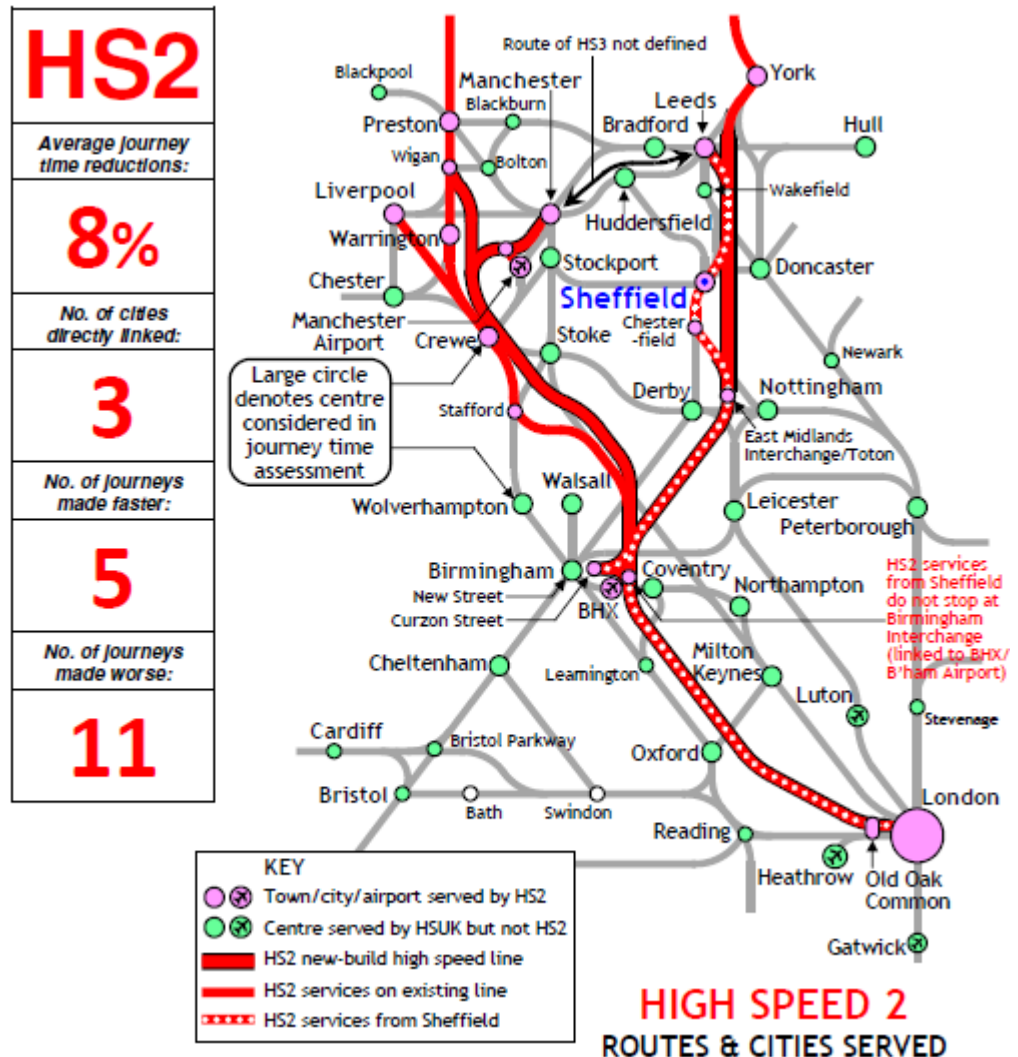 HS2
Average journey
time reductions:
8%
No. of cities
directly linked:
3
No. of journeys
made faster:
5
No. of journeys
made worse:
11
Route of HS3 not defined
Blackpool
Manchester
York
Blackburn
Leeds
Preston
Bradford
Hull
Wigan
Bolton
Liverpool
Wakefield
Huddersfield
Warrington
Stockport
Doncaster
Chester
Sheffield
Manchester
Airport
Chester
-field
Crewe
Stoke
Newark
Large circle
denotes centre
considered in
journey time
assessment
Derby
Nottingham
Stafford
East Midlands
Interchange/Toton
Walsall
Wolverhampton
Leicester
Peterborough
Birmingham
Coventry
New Street
Curzon Street
BHX
Northampton
HS2 services
from Sheffield
do not stop at
Birmingham
Interchange
(linked to BHX/
B'ham Airport)
Cheltenham
Leamington
Milton
Keynes
Luton
Stevenage
Cardiff
Bristol Parkway
Oxford
Bristol
Bath
Swindon
London
Reading
Heathrow
Old Oak
Common
Gatwick
KEY
Town/city/airport served by HS2
Centre served by HSUK but not HS2
HS2 new-build high speed line
HS2 services on existing line
HS2 services from Sheffield
HIGH SPEED 2
ROUTES & CITIES SERVED